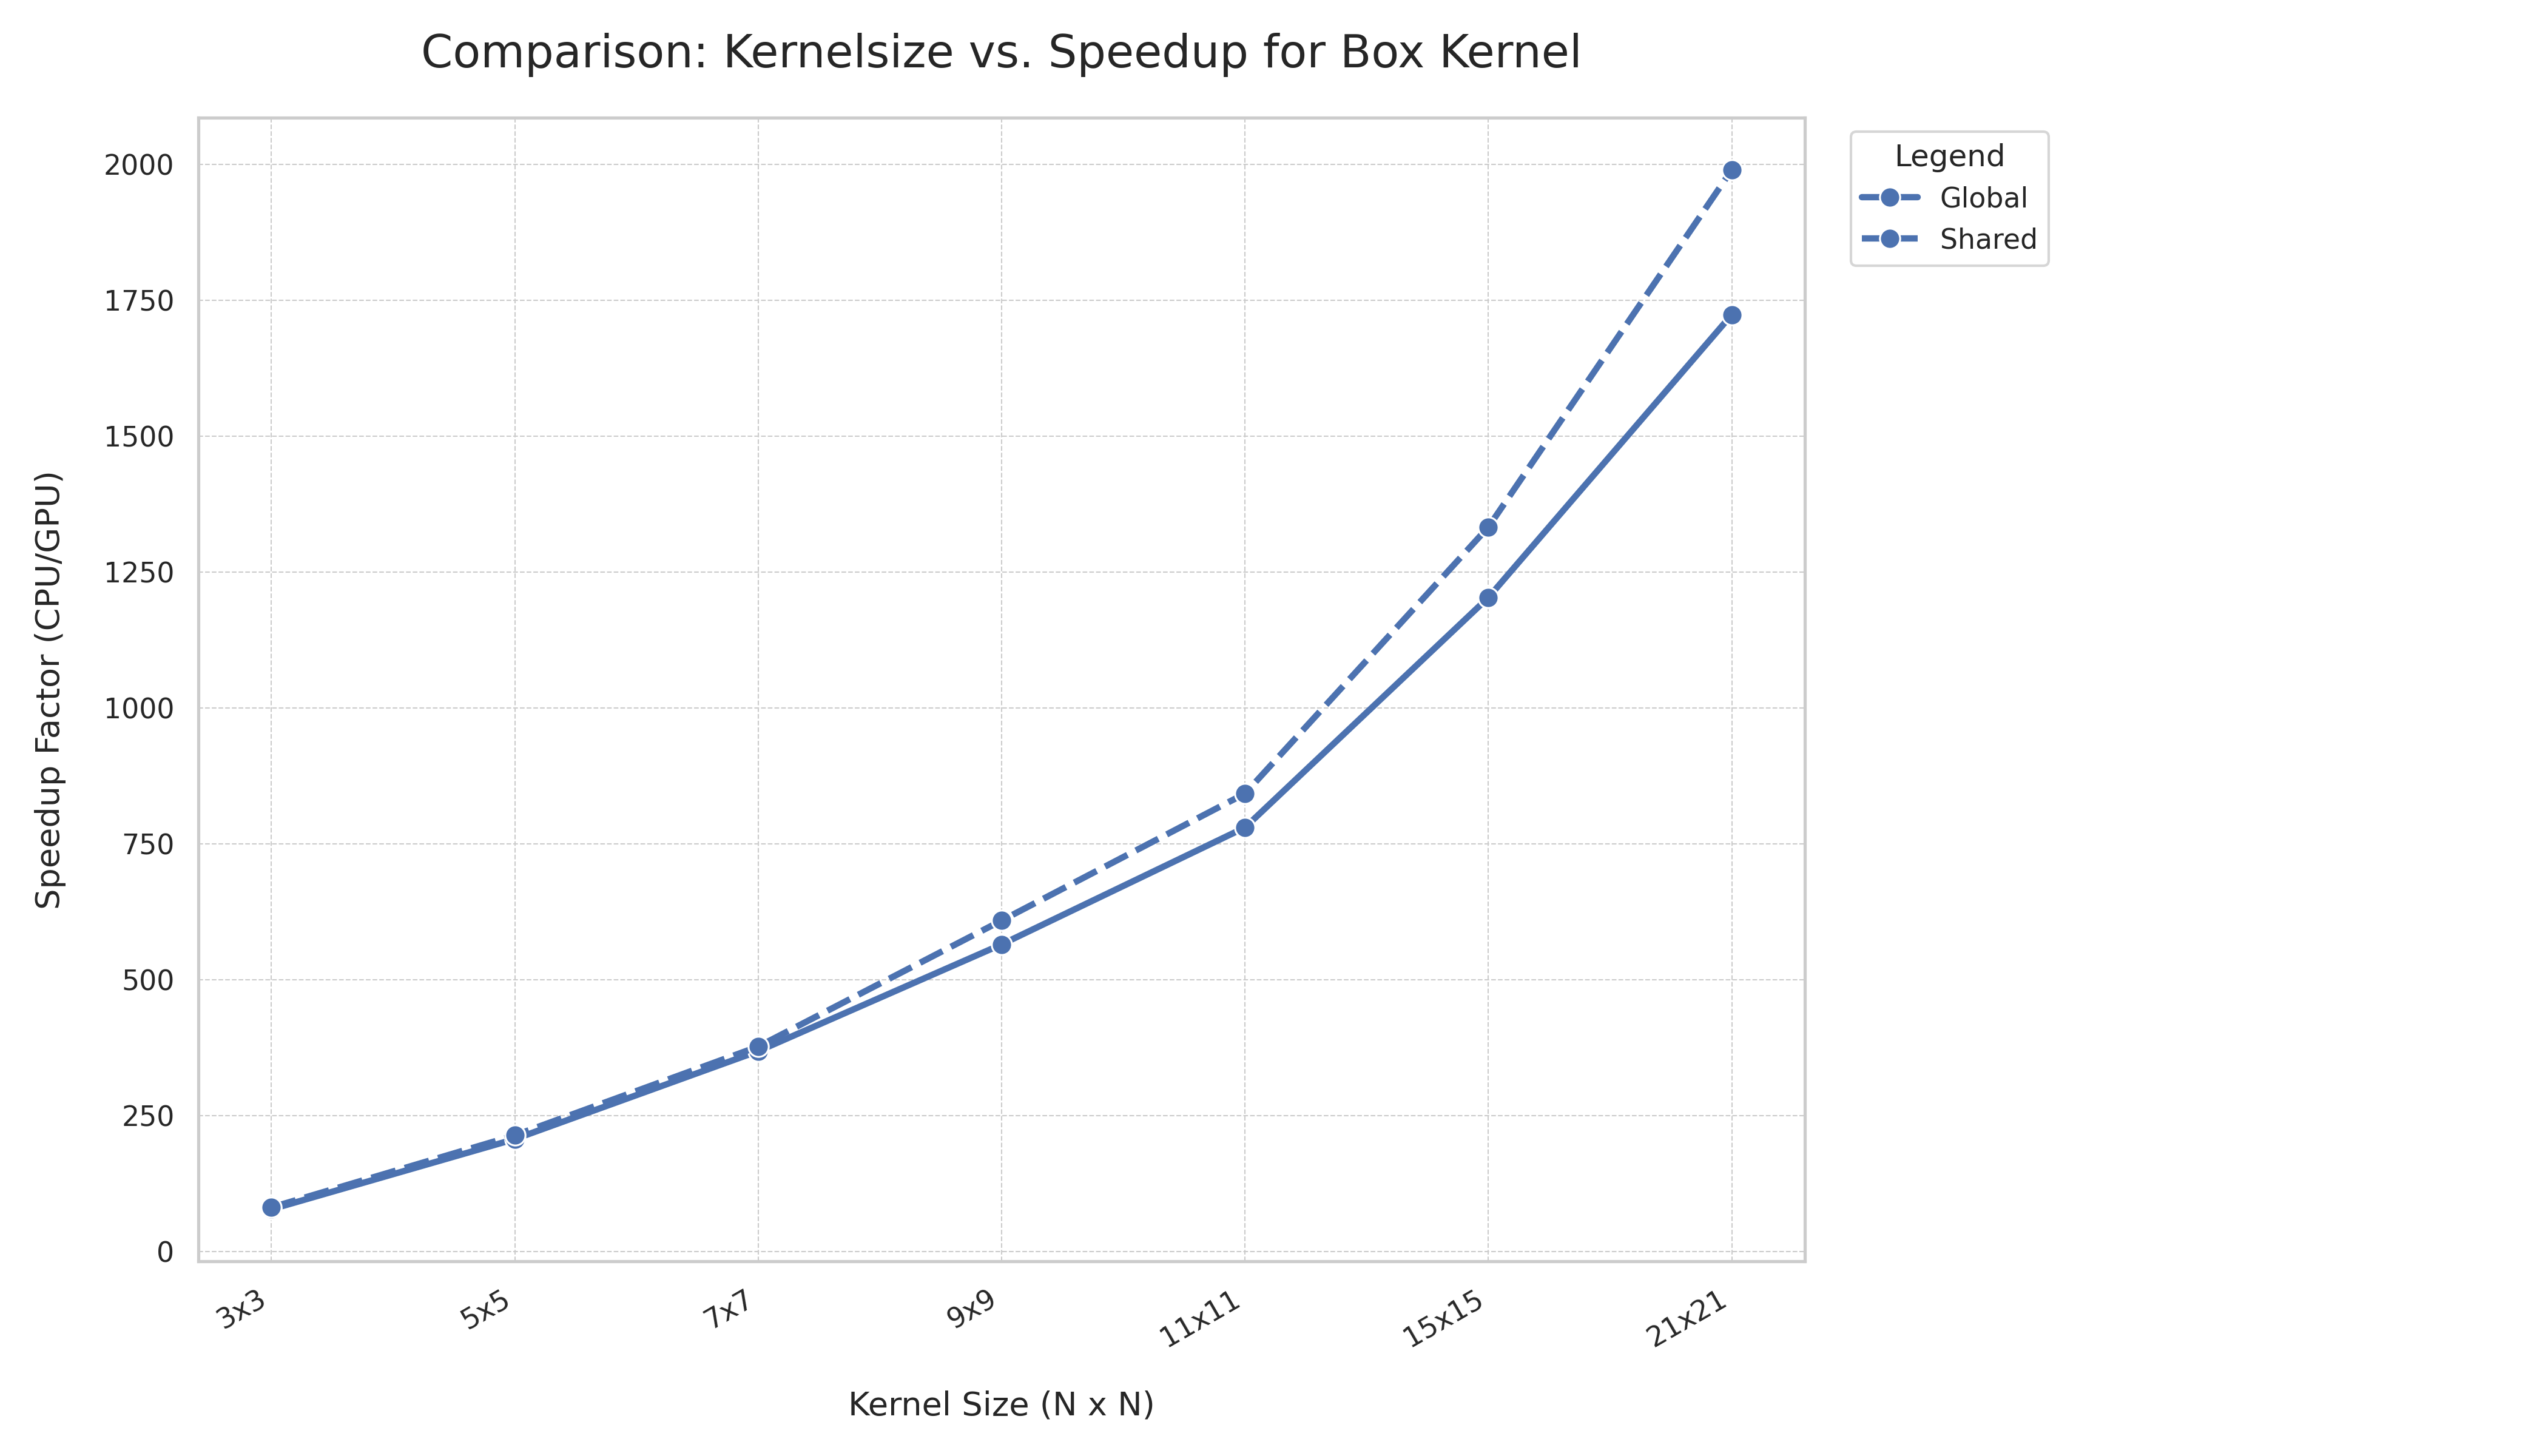 Comparison: Kernelsize vs. Speedup for Box Kernel
Legend
Global
Shared
Speedup Factor (CPU/GPU)
2000
1750
1500
1250
1000
750
500
250
0
3x3
5x5
7x7
9x9
11x11
15x15
21x21
Kernel Size (N x N)